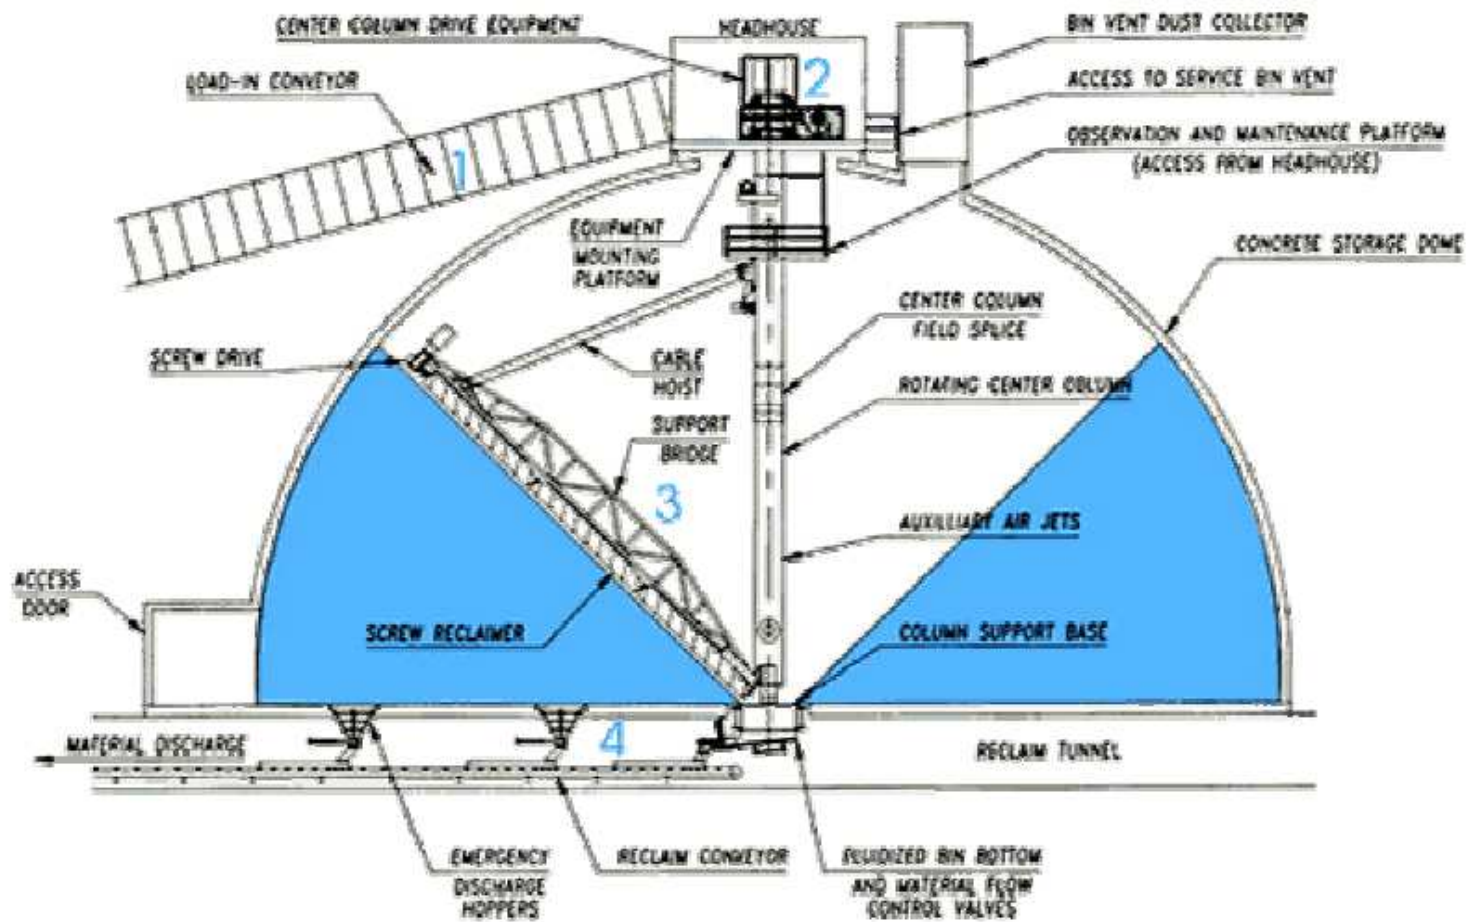 CENTER COLUMN DRIVE EQUIPMENT
HEADHOUSE
BIN VENT DUST COLLECTOR
LOAD-IN CONVEYOR
2
ACCESS TO SERVICE BIN VENT
1
OBSERVATION AND MAINTENANCE PLATFORM
(ACCESS FROM HEADHOUSE)
EQUIPMENT
MOUNTING
PLATFORM
CONCRETE STORAGE DOME
CENTER COLUMN
FIELD SPLICE
SCREW DRIVE
CABLE
HOIST
ROTATING CENTER COLUMN
SUPPORT
BRIDGE
3
AUXILLIARY AIR JETS
ACCESS
DOOR
SCREW RECLAIMER
COLUMN SUPPORT BASE
4
MATERIAL DISCHARGE
RECLAIM TUNNEL
EMERGENCY
DISCHARGE
HOPPERS
RECLAIM CONVEYOR
FLUIDIZED BIN BOTTOM
AND MATERIAL FLOW
CONTROL VALVES